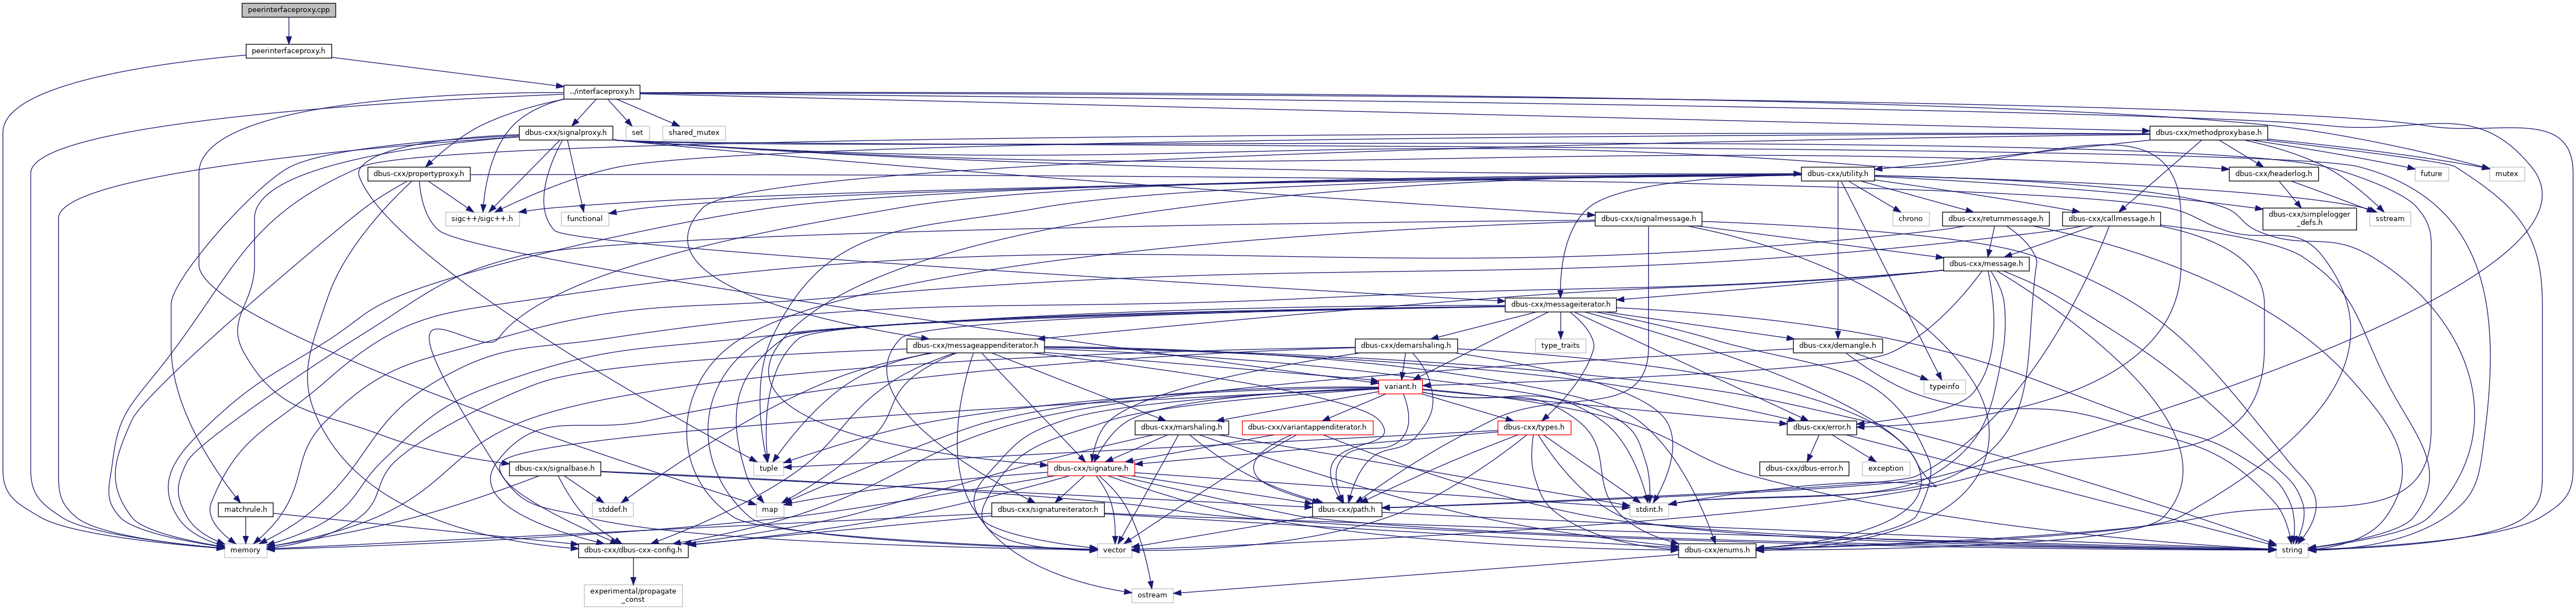 peerinterfaceproxy.cpp
peerinterfaceproxy.h
../interfaceproxy.h
dbus-cxx/signalproxy.h
set
shared_mutex
dbus-cxx/methodproxybase.h
dbus-cxx/propertyproxy.h
dbus-cxx/utility.h
dbus-cxx/headerlog.h
future
mutex
sigc++/sigc++.h
functional
dbus-cxx/signalmessage.h
chrono
dbus-cxx/returnmessage.h
dbus-cxx/callmessage.h
dbus-cxx/simplelogger
_defs.h
sstream
dbus-cxx/message.h
dbus-cxx/messageiterator.h
dbus-cxx/messageappenditerator.h
dbus-cxx/demarshaling.h
type_traits
dbus-cxx/demangle.h
variant.h
typeinfo
dbus-cxx/marshaling.h
dbus-cxx/variantappenditerator.h
dbus-cxx/types.h
dbus-cxx/error.h
dbus-cxx/signalbase.h
tuple
dbus-cxx/signature.h
dbus-cxx/dbus-error.h
exception
matchrule.h
stddef.h
map
dbus-cxx/signatureiterator.h
dbus-cxx/path.h
stdint.h
memory
dbus-cxx/dbus-cxx-config.h
vector
dbus-cxx/enums.h
string
experimental/propagate
_const
ostream